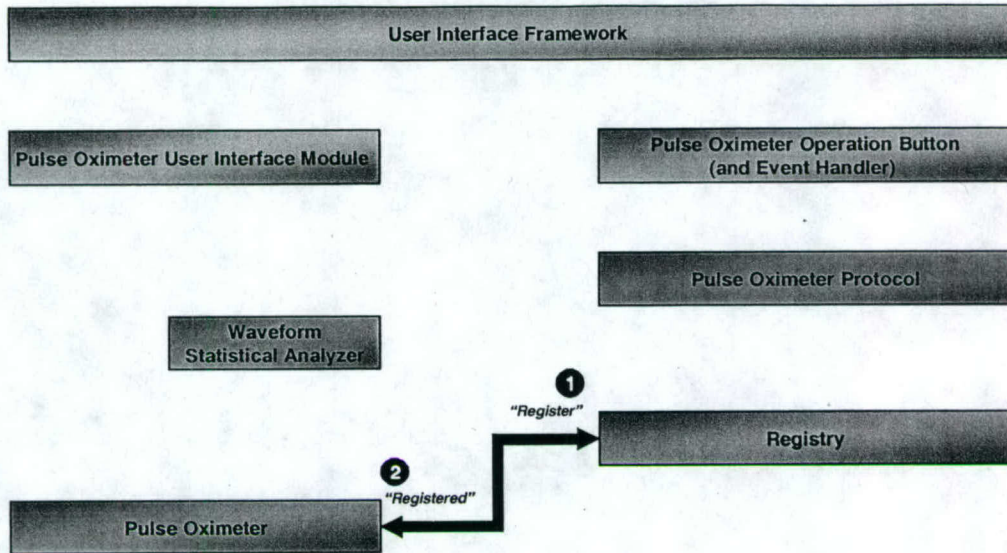 User Interface Framework
Pulse Oximeter User Interface Module
Pulse Oximeter Operation Button
(and Event Handler)
Pulse Oximeter Protocol
Waveform
Statistical Analyzer
1
"Register"
Registry
2
"Registered"
Pulse Oximeter